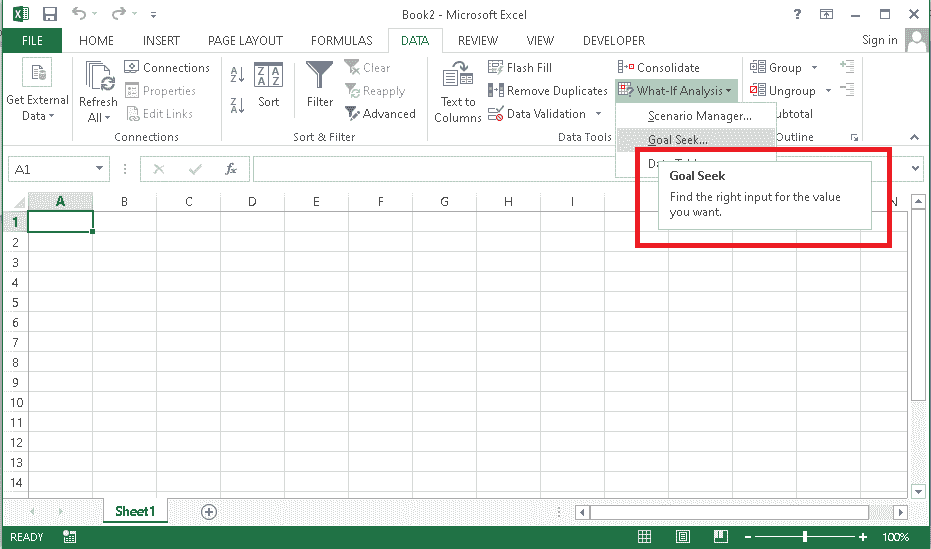 Book2 - Microsoft Excel
?
FILE HOME INSERT PAGE LAYOUT FORMULAS DATA REVIEW VIEW DEVELOPER Sign in
Get External
Data
Refresh
All
Connections
Properties
Edit Links
Connections
A
Z
Z
A
Z A
A Z
Sort
Filter
Clear
Reapply
Advanced
Sort & Filter
Text to
Columns
Flash Fill
Remove Duplicates
Data Validation
Data Tools
Consolidate
What-If Analysis
Scenario Manager...
Goal Seek...
Goal Seek
Find the right input for the value
you want.
Group
Ungroup
ubtotal
Outline
A1
fx
A B C D E F G H I N
1
2
3
4
5
6
7
8
9
10
11
12
13
14
Sheet1
READY
100%